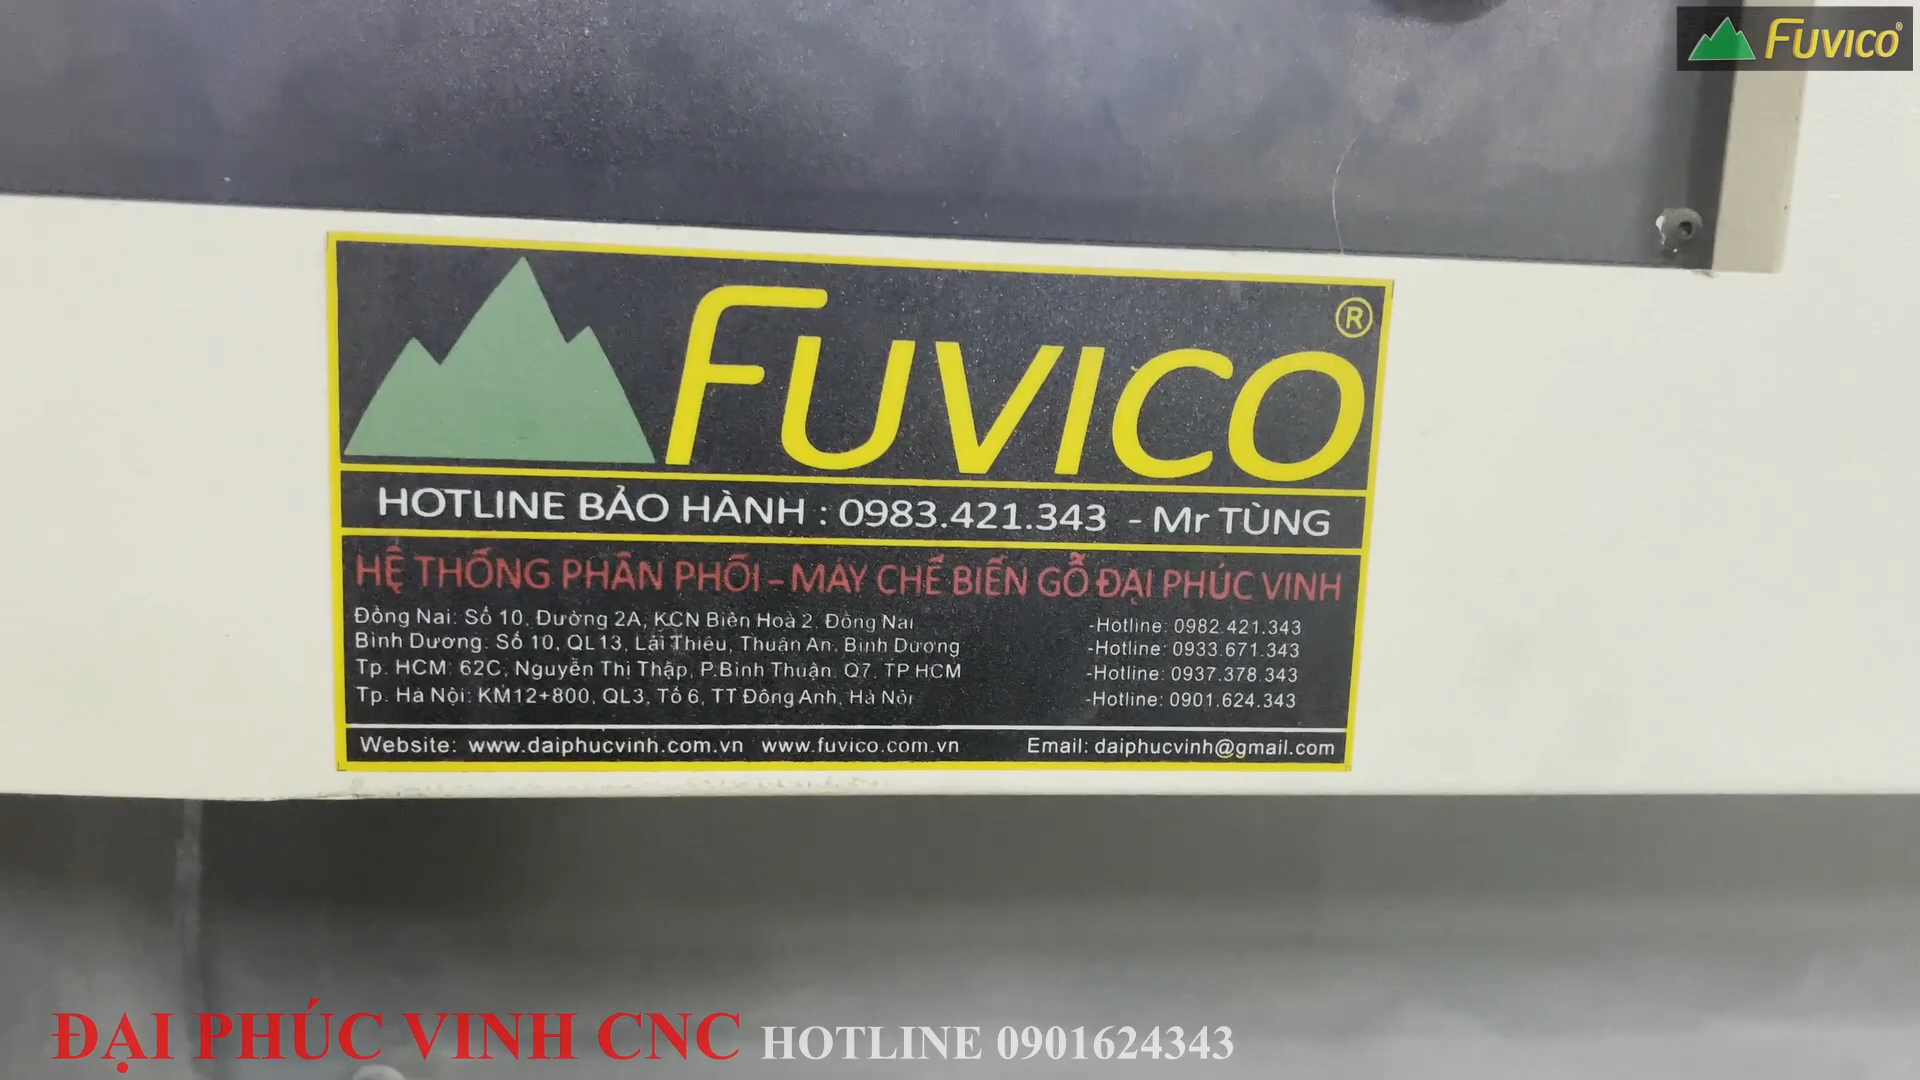 FUVICO®
FUVICO®
HOTLINE BẢO HÀNH : 0983.421.343 - Mr TÙNG
HỆ THỐNG PHÂN PHỐI – MÁY CHẾ BIẾN GỖ ĐẠI PHÚC VINH
Đồng Nai: Số 10, Dường 2A, KCN Biên Hoà 2, Đồng Nai -Hotline: 0982.421.343
Bình Dương: Số 10, QL13, Lái Thiêu, Thuận An, Bình Dương -Hotline: 0933.671.343
Tp. HCM: 62C, Nguyễn Thị Thập, P.Bình Thuận, Q7, TP HCM -Hotline: 0937.378.343
Tp. Hà Nội: KM12+800, QL3, Tổ 6, TT Đông Anh, Hà Nội -Hotline: 0901.624.343
Website: www.daiphucvinh.com.vn www.fuvico.com.vn Email: daiphucvinh@gmail.com
ĐẠI PHÚC VINH CNC HOTLINE 0901624343